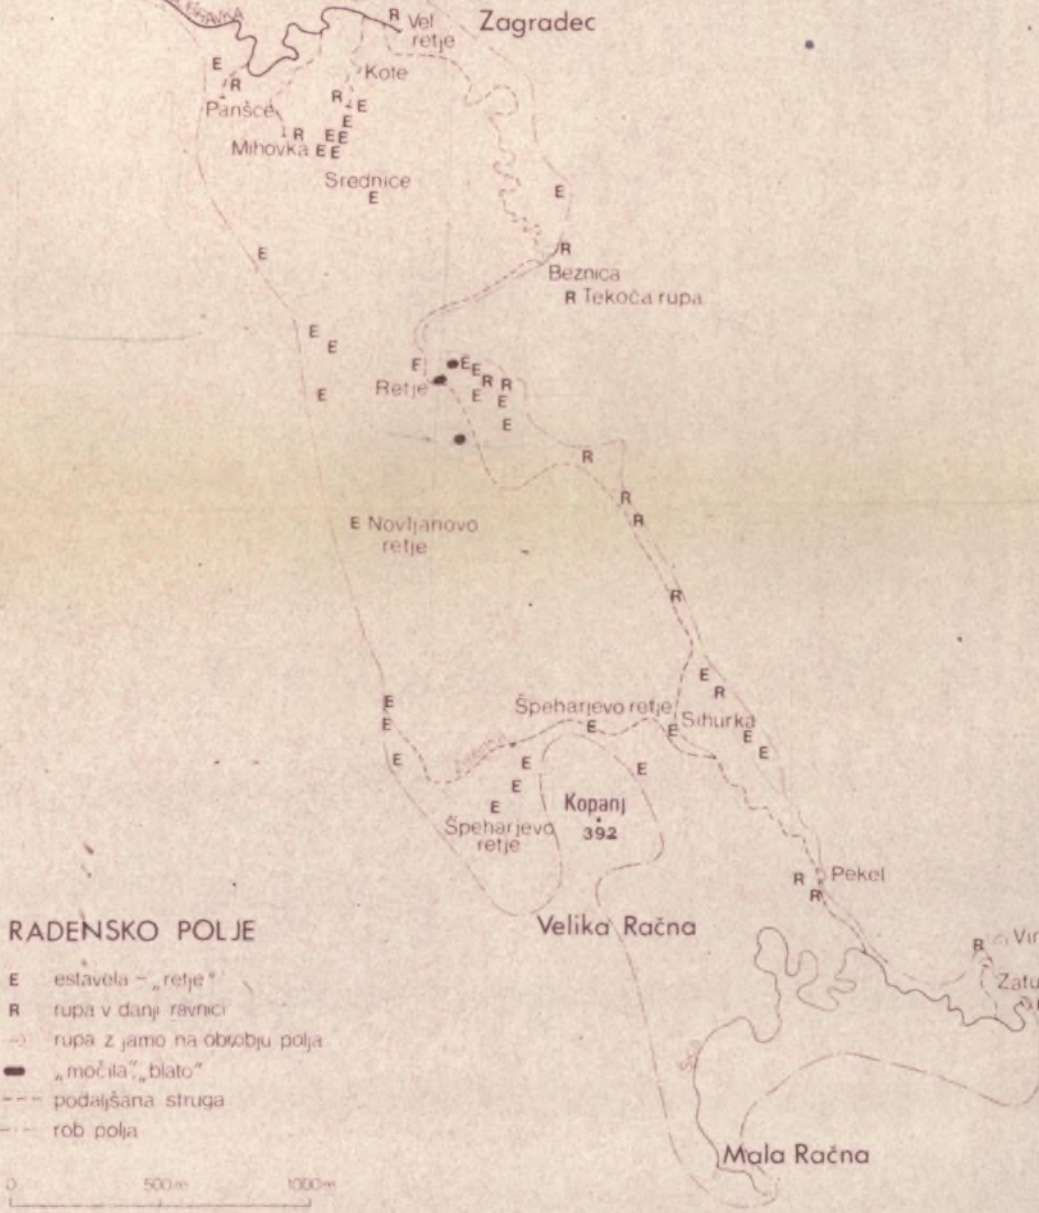 R Vel
retje
Zagradec
E
R
Panšce
Kote
R E
E
R E E
Mihovka E E
Srednice
E
E
E
R
Beznica
R Tekoča rupa
E
E
E
E
E E
Retje
R R
E E
E
R
R
R
E Novljanovo
retje
R
E
R
Špeharjevo retje
Sihurka
E
E
E
E
E
E
E
E
E
E
E
Kopanj
392
Špeharjevo
retje
R Pekel
R
Velika Račna
RADENSKO POLJE
E estavela – „retje"
R rupa v danji ravnici
rupa z jamo na obrobju polja
„močila", „blato"
podaljšana struga
rob polja
R Vir
Zatu
Mala Račna
0 500m 1000m